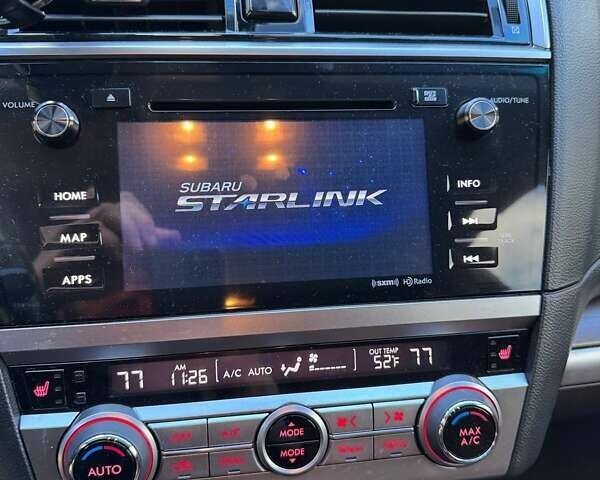 VOLUME
AUDIO/TUNE
HOME
INFO
SUBARU
STARLINK
MAP
APPS
((sxm)) HD Radio
77
AM
11:26
A/C AUTO
OUT TEMP
52°F
77
AUTO
MODE
MODE
MAX
A/C